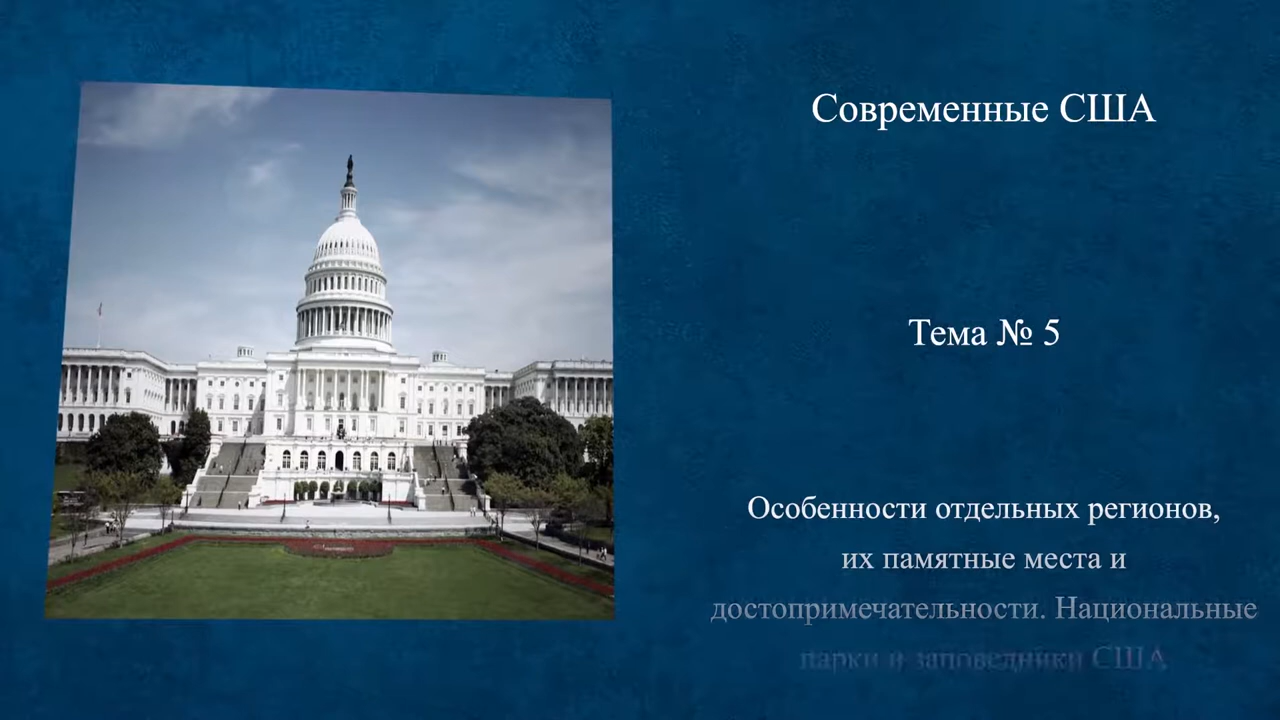 Современные США
Тема № 5
Особенности отдельных регионов,
их памятные места и
достопримечательности. Национальные
парки и заповедники США